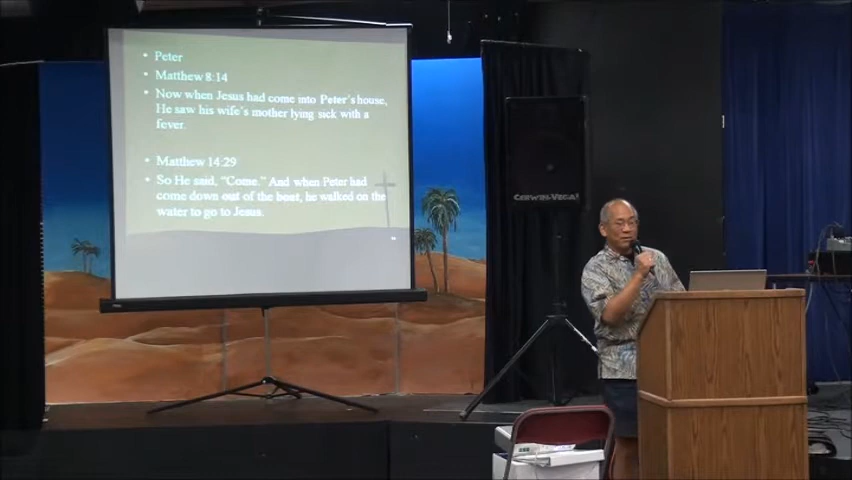 • Peter
• Matthew 8:14
• Now when Jesus had come into Peter's house,
He saw his wife's mother lying sick with a
fever.
• Matthew 14:29
• So He said, "Come." And when Peter had
come down out of the boat, he walked on the
water to go to Jesus.
CERWIN-VEGA!